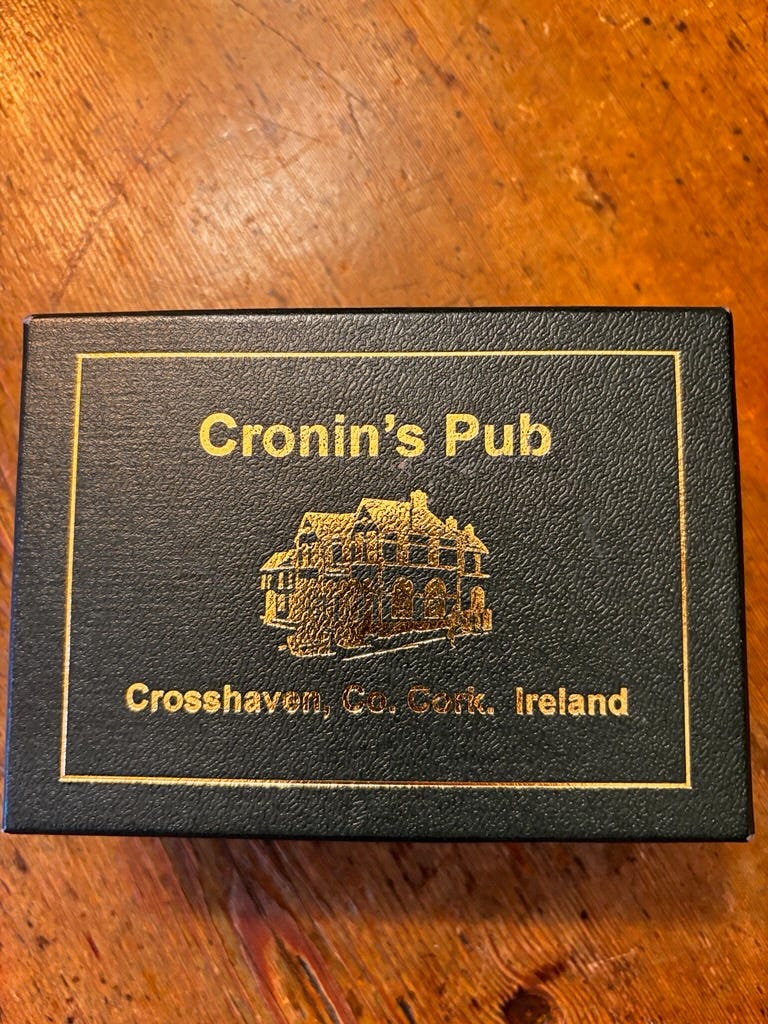 Cronin’s Pub
Crosshaven, Co. Cork. Ireland